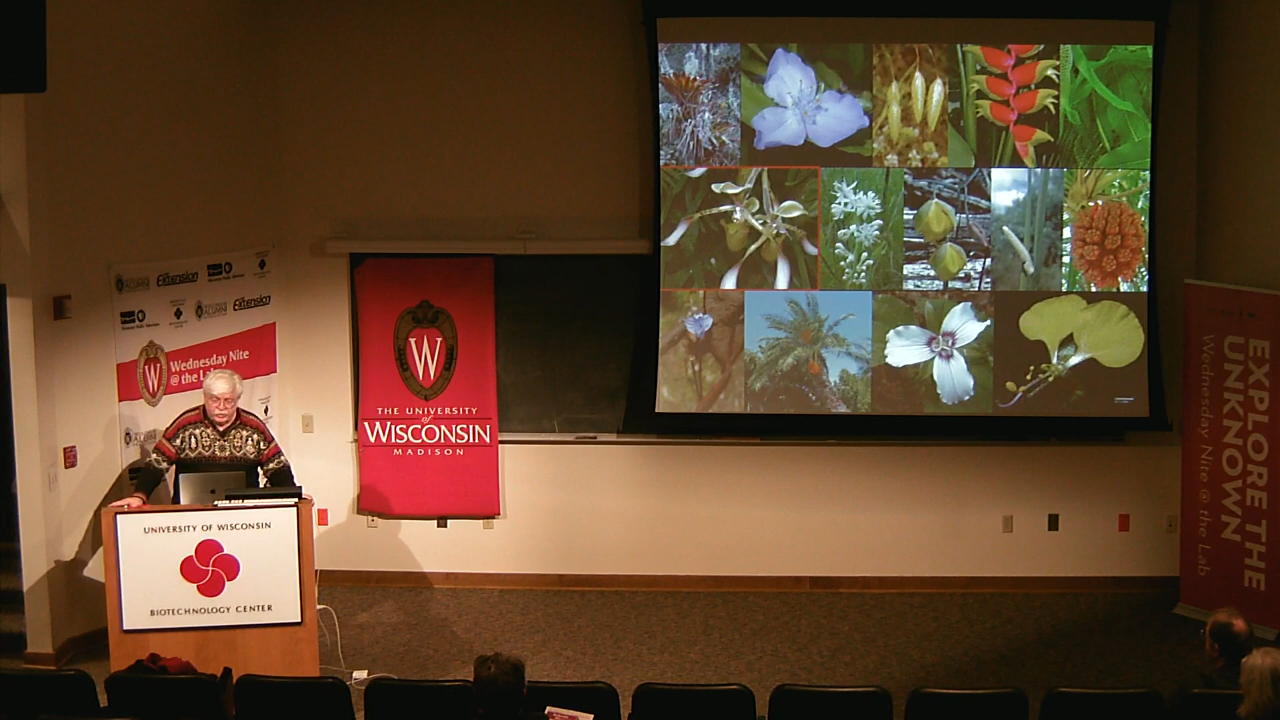 Extension
Extension
Wednesday Nite
@ the Lab
W
W
THE UNIVERSITY
of
WISCONSIN
MADISON
UNIVERSITY OF WISCONSIN
BIOTECHNOLOGY CENTER
EXPLORE THE
UNKNOWN
Wednesday Nite @ the Lab